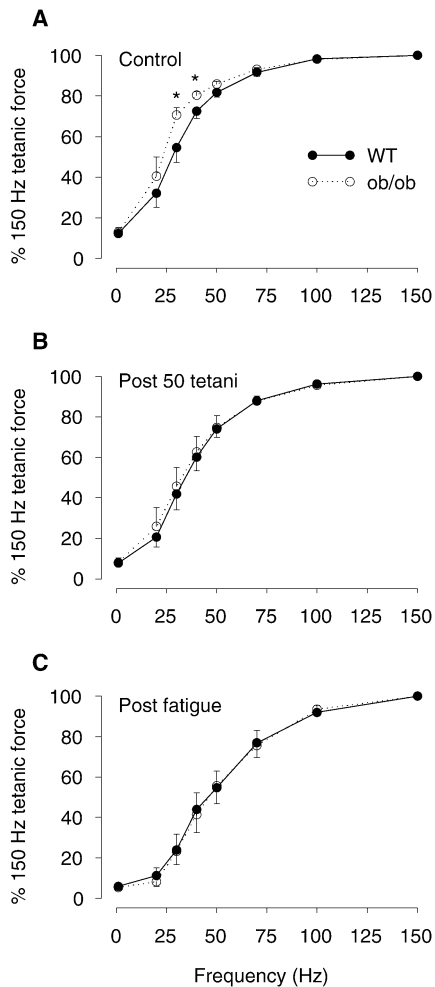 A
Control
% 150 Hz tetanic force
100
80
60
40
20
0
*
*
WT
ob/ob
0 25 50 75 100 125 150
B
Post 50 tetani
% 150 Hz tetanic force
100
80
60
40
20
0
0 25 50 75 100 125 150
C
Post fatigue
% 150 Hz tetanic force
100
80
60
40
20
0
0 25 50 75 100 125 150
Frequency (Hz)